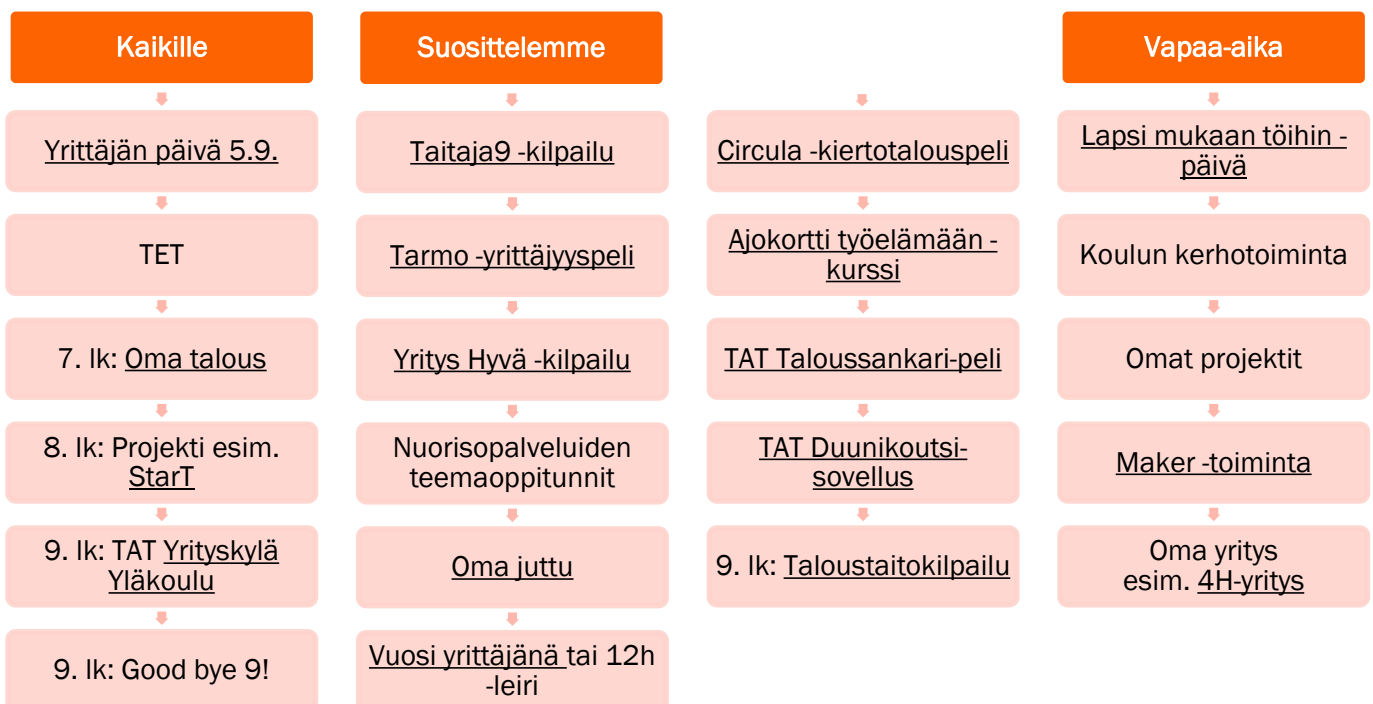 Kaikille
Yrittäjän päivä 5.9.
TET
7. lk: Oma talous
8. lk: Projekti esim.
StarT
9. lk: TAT Yrityskylä
Yläkoulu
9. lk: Good bye 9!
Suosittelemme
Taitaja9 -kilpailu
Tarmo -yrittäjyyspeli
Yritys Hyvä -kilpailu
Nuorisopalveluiden
teemaoppitunnit
Oma juttu
Vuosi yrittäjänä tai 12h
-leiri
Circula -kiertotalouspeli
Ajokortti työelämään -
kurssi
TAT Taloussankari-peli
TAT Duunikoutsi-
sovellus
9. lk: Taloustaitokilpailu
Vapaa-aika
Lapsi mukaan töihin -
päivä
Koulun kerhotoiminta
Omat projektit
Maker -toiminta
Oma yritys
esim. 4H-yritys